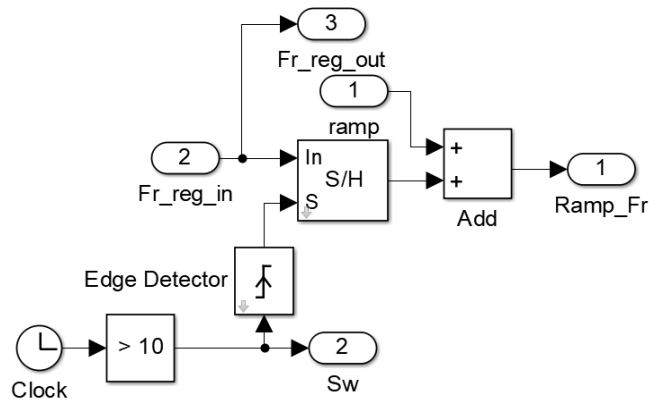 3
Fr_reg_out
1
ramp
2
Fr_reg_in
In
S/H
S
+
+
Add
1
Ramp_Fr
Edge Detector
> 10
Clock
2
Sw